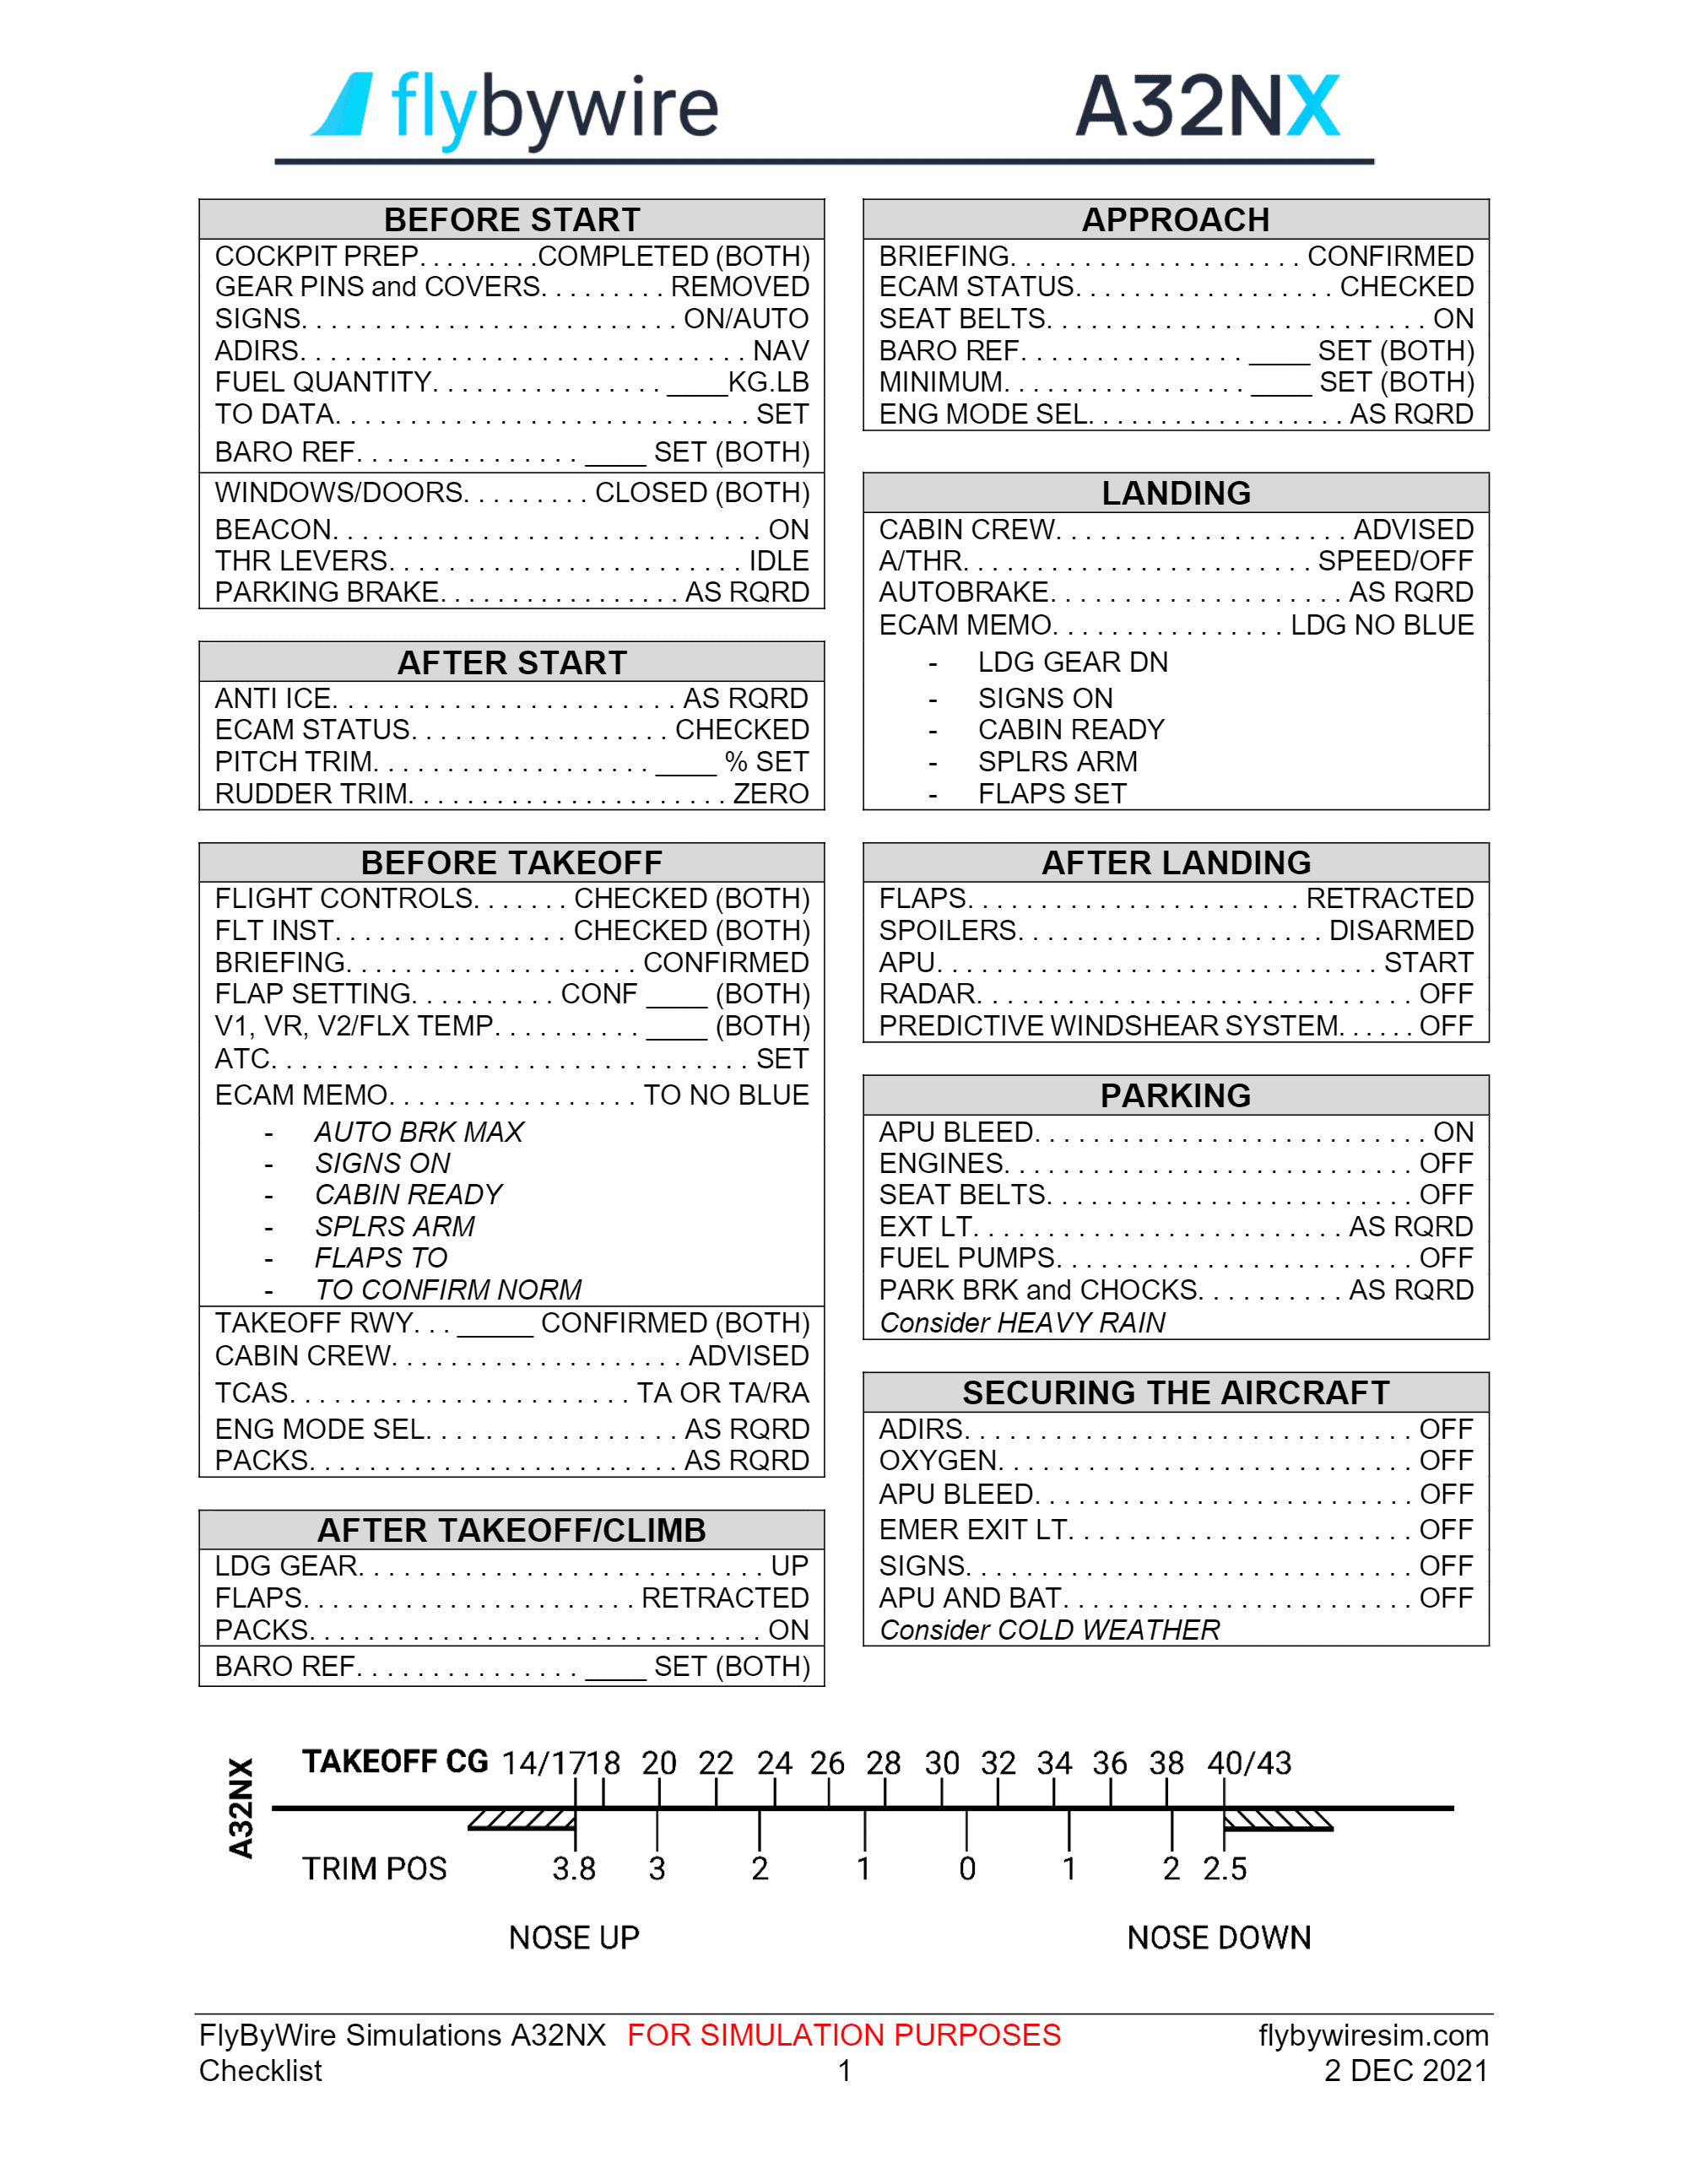 flybywire A32NX
BEFORE START
COCKPIT PREP. . . . . . . . .COMPLETED (BOTH)
GEAR PINS and COVERS. . . . . . . . . REMOVED
SIGNS. . . . . . . . . . . . . . . . . . . . . . . . . ON/AUTO
ADIRS. . . . . . . . . . . . . . . . . . . . . . . . . . . . . . NAV
FUEL QUANTITY. . . . . . . . . . . . . . . . ____KG.LB
TO DATA. . . . . . . . . . . . . . . . . . . . . . . . . . . . SET
BARO REF. . . . . . . . . . . . . . . ____ SET (BOTH)
WINDOWS/DOORS. . . . . . . . . CLOSED (BOTH)
BEACON. . . . . . . . . . . . . . . . . . . . . . . . . . . . . ON
THR LEVERS. . . . . . . . . . . . . . . . . . . . . . . . IDLE
PARKING BRAKE. . . . . . . . . . . . . . . . AS RQRD
AFTER START
ANTI ICE. . . . . . . . . . . . . . . . . . . . . . . AS RQRD
ECAM STATUS. . . . . . . . . . . . . . . . . . CHECKED
PITCH TRIM. . . . . . . . . . . . . . . . . . . ____ % SET
RUDDER TRIM. . . . . . . . . . . . . . . . . . . . . . ZERO
BEFORE TAKEOFF
FLIGHT CONTROLS. . . . . . . CHECKED (BOTH)
FLT INST. . . . . . . . . . . . . . . . CHECKED (BOTH)
BRIEFING. . . . . . . . . . . . . . . . . . . . CONFIRMED
FLAP SETTING. . . . . . . . . . CONF ____ (BOTH)
V1, VR, V2/FLX TEMP. . . . . . . . . . ____ (BOTH)
ATC. . . . . . . . . . . . . . . . . . . . . . . . . . . . . . . . SET
ECAM MEMO. . . . . . . . . . . . . . . . . TO NO BLUE
- AUTO BRK MAX
- SIGNS ON
- CABIN READY
- SPLRS ARM
- FLAPS TO
- TO CONFIRM NORM
TAKEOFF RWY. . . _____ CONFIRMED (BOTH)
CABIN CREW. . . . . . . . . . . . . . . . . . . . ADVISED
TCAS. . . . . . . . . . . . . . . . . . . . . . . TA OR TA/RA
ENG MODE SEL. . . . . . . . . . . . . . . . . AS RQRD
PACKS. . . . . . . . . . . . . . . . . . . . . . . . . AS RQRD
AFTER TAKEOFF/CLIMB
LDG GEAR. . . . . . . . . . . . . . . . . . . . . . . . . . . UP
FLAPS. . . . . . . . . . . . . . . . . . . . . . RETRACTED
PACKS. . . . . . . . . . . . . . . . . . . . . . . . . . . . . . ON
BARO REF. . . . . . . . . . . . . . . ____ SET (BOTH)
APPROACH
BRIEFING. . . . . . . . . . . . . . . . . . . . CONFIRMED
ECAM STATUS. . . . . . . . . . . . . . . . . . CHECKED
SEAT BELTS. . . . . . . . . . . . . . . . . . . . . . . . . . ON
BARO REF. . . . . . . . . . . . . . . . ____ SET (BOTH)
MINIMUM. . . . . . . . . . . . . . . . . ____ SET (BOTH)
ENG MODE SEL. . . . . . . . . . . . . . . . . . AS RQRD
LANDING
CABIN CREW. . . . . . . . . . . . . . . . . . . . ADVISED
A/THR. . . . . . . . . . . . . . . . . . . . . . . . SPEED/OFF
AUTOBRAKE. . . . . . . . . . . . . . . . . . . . AS RQRD
ECAM MEMO. . . . . . . . . . . . . . . . LDG NO BLUE
- LDG GEAR DN
- SIGNS ON
- CABIN READY
- SPLRS ARM
- FLAPS SET
AFTER LANDING
FLAPS. . . . . . . . . . . . . . . . . . . . . . . RETRACTED
SPOILERS. . . . . . . . . . . . . . . . . . . . . DISARMED
APU. . . . . . . . . . . . . . . . . . . . . . . . . . . . . . START
RADAR. . . . . . . . . . . . . . . . . . . . . . . . . . . . . OFF
PREDICTIVE WINDSHEAR SYSTEM. . . . . . OFF
PARKING
APU BLEED. . . . . . . . . . . . . . . . . . . . . . . . . . . ON
ENGINES. . . . . . . . . . . . . . . . . . . . . . . . . . . . OFF
SEAT BELTS. . . . . . . . . . . . . . . . . . . . . . . . . OFF
EXT LT. . . . . . . . . . . . . . . . . . . . . . . . . AS RQRD
FUEL PUMPS. . . . . . . . . . . . . . . . . . . . . . . . OFF
PARK BRK and CHOCKS. . . . . . . . . . AS RQRD
Consider HEAVY RAIN
SECURING THE AIRCRAFT
ADIRS. . . . . . . . . . . . . . . . . . . . . . . . . . . . . . OFF
OXYGEN. . . . . . . . . . . . . . . . . . . . . . . . . . . . OFF
APU BLEED. . . . . . . . . . . . . . . . . . . . . . . . . . OFF
EMER EXIT LT. . . . . . . . . . . . . . . . . . . . . . . OFF
SIGNS. . . . . . . . . . . . . . . . . . . . . . . . . . . . . . OFF
APU AND BAT. . . . . . . . . . . . . . . . . . . . . . . . OFF
Consider COLD WEATHER
A32NX
TAKEOFF CG 14/17 18 20 22 24 26 28 30 32 34 36 38 40/43
TRIM POS 3.8 3 2 1 0 1 2 2.5
NOSE UP NOSE DOWN
FlyByWire Simulations A32NX FOR SIMULATION PURPOSES flybywiresim.com
Checklist 1 2 DEC 2021